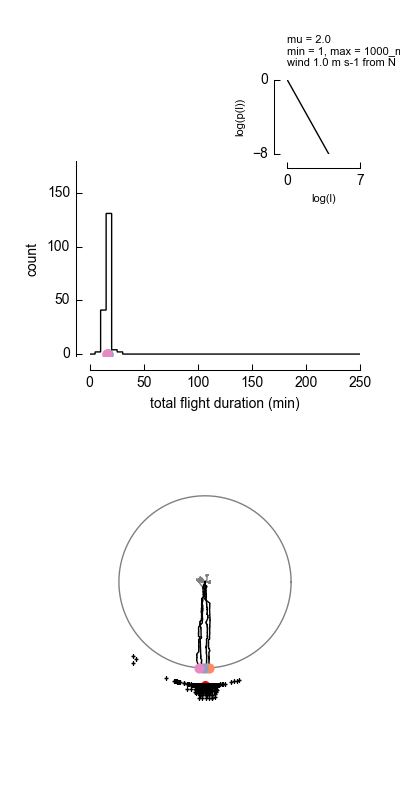 mu = 2.0
min = 1, max = 1000_m
wind 1.0 m s-1 from N
0
−8
log(p(l))
0
7
log(l)
150
100
50
0
count
0
50
100
150
200
250
total flight duration (min)